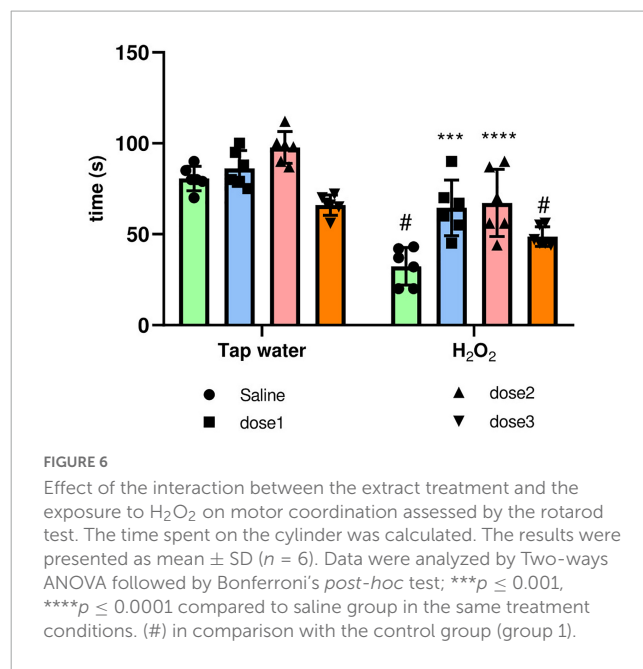 150
100
50
0
time (s)
*** ****
# #
Tap water H₂O₂
Saline dose2
dose1 dose3
FIGURE 6
Effect of the interaction between the extract treatment and the
exposure to H₂O₂ on motor coordination assessed by the rotarod
test. The time spent on the cylinder was calculated. The results were
presented as mean ± SD (n = 6). Data were analyzed by Two-ways
ANOVA followed by Bonferroni's post-hoc test; ***p ≤ 0.001,
****p ≤ 0.0001 compared to saline group in the same treatment
conditions. (#) in comparison with the control group (group 1).